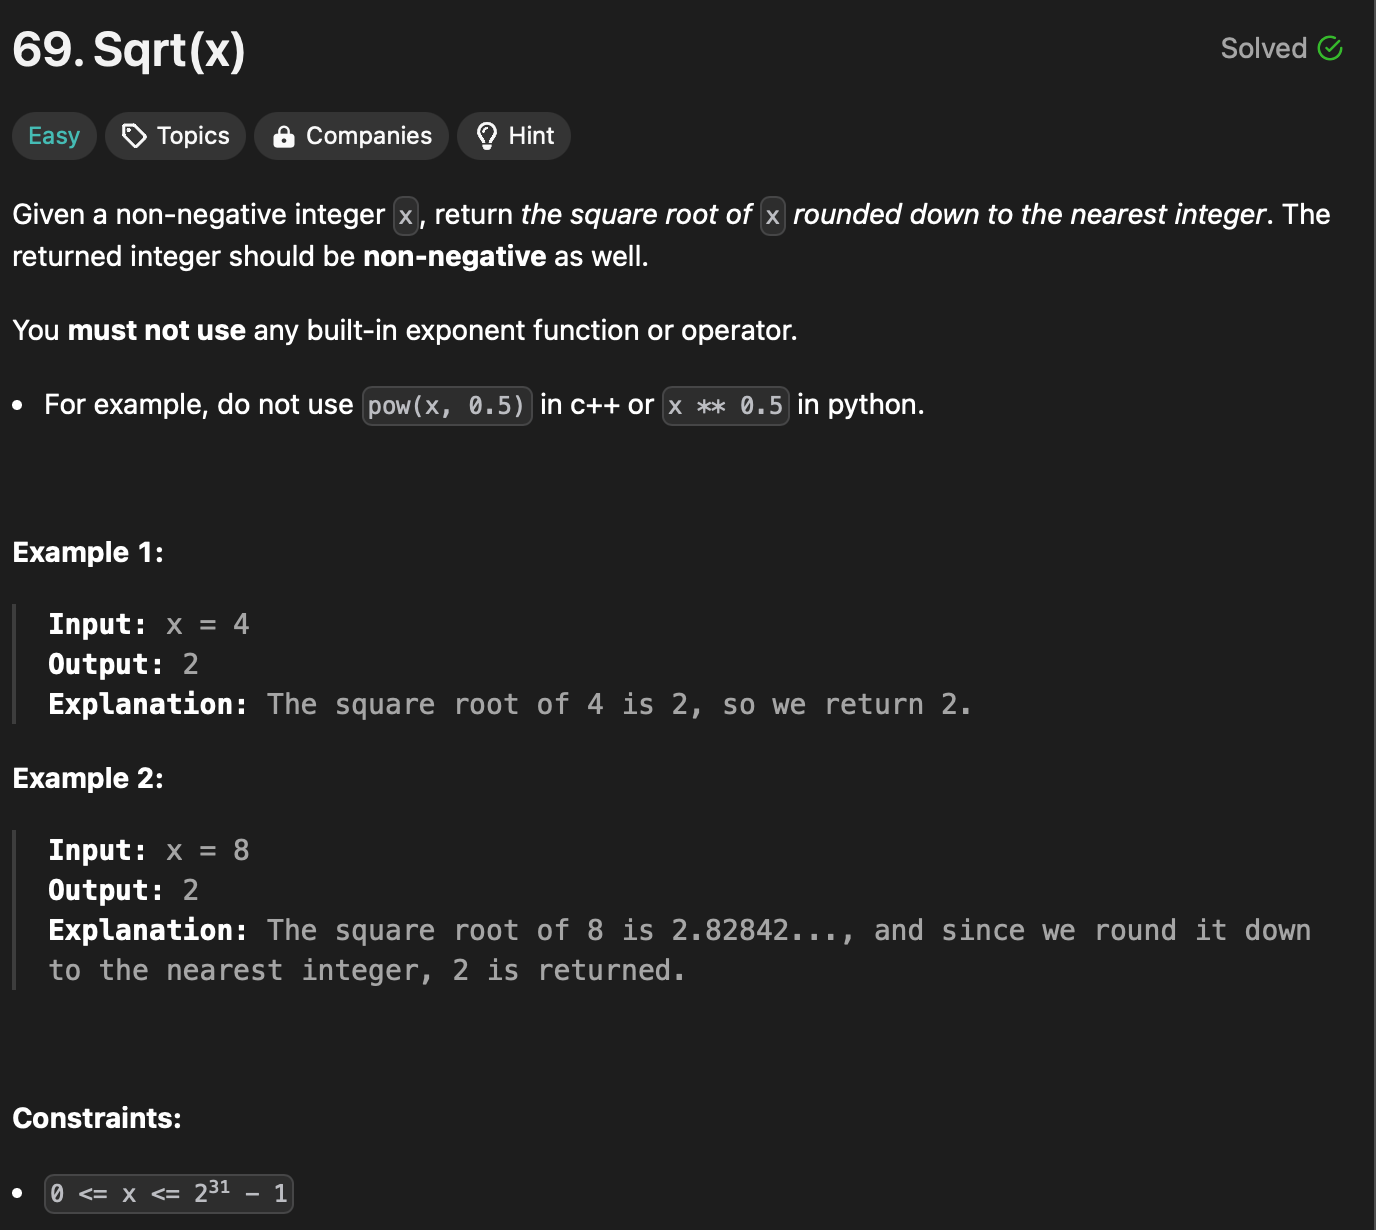 69. Sqrt(x)
Solved
Easy Topics Companies Hint
Given a non-negative integer x, return the square root of x rounded down to the nearest integer. The
returned integer should be non-negative as well.
You must not use any built-in exponent function or operator.
• For example, do not use pow(x, 0.5) in c++ or x ** 0.5 in python.
Example 1:
Input: x = 4
Output: 2
Explanation: The square root of 4 is 2, so we return 2.
Example 2:
Input: x = 8
Output: 2
Explanation: The square root of 8 is 2.82842..., and since we round it down
to the nearest integer, 2 is returned.
Constraints:
• 0 <= x <= 2³¹ - 1